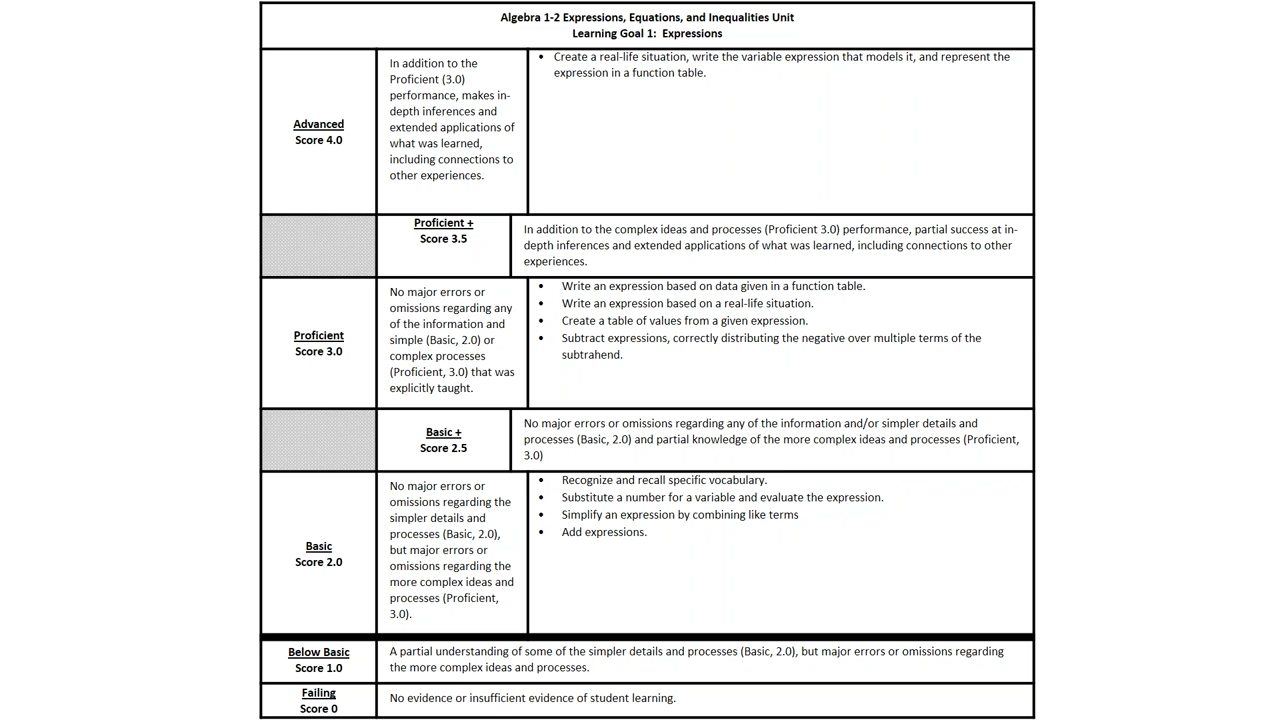 Algebra 1-2 Expressions, Equations, and Inequalities Unit
Learning Goal 1:  Expressions
Advanced
Score 4.0
In addition to the
Proficient (3.0)
performance, makes in-
depth inferences and
extended applications of
what was learned,
including connections to
other experiences.
• Create a real-life situation, write the variable expression that models it, and represent the
expression in a function table.
Proficient +
Score 3.5
In addition to the complex ideas and processes (Proficient 3.0) performance, partial success at in-
depth inferences and extended applications of what was learned, including connections to other
experiences.
Proficient
Score 3.0
No major errors or
omissions regarding any
of the information and
simple (Basic, 2.0) or
complex processes
(Proficient, 3.0) that was
explicitly taught.
• Write an expression based on data given in a function table.
• Write an expression based on a real-life situation.
• Create a table of values from a given expression.
• Subtract expressions, correctly distributing the negative over multiple terms of the
subtrahend.
Basic +
Score 2.5
No major errors or omissions regarding any of the information and/or simpler details and
processes (Basic, 2.0) and partial knowledge of the more complex ideas and processes (Proficient,
3.0)
Basic
Score 2.0
No major errors or
omissions regarding the
simpler details and
processes (Basic, 2.0),
but major errors or
omissions regarding the
more complex ideas and
processes (Proficient,
3.0).
• Recognize and recall specific vocabulary.
• Substitute a number for a variable and evaluate the expression.
• Simplify an expression by combining like terms
• Add expressions.
Below Basic
Score 1.0
A partial understanding of some of the simpler details and processes (Basic, 2.0), but major errors or omissions regarding
the more complex ideas and processes.
Failing
Score 0
No evidence or insufficient evidence of student learning.